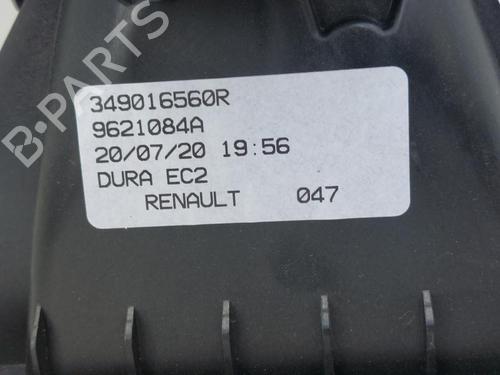 349016560R
9621084A
20/07/20 19:56
DURA EC2
RENAULT 047
B-PARTS